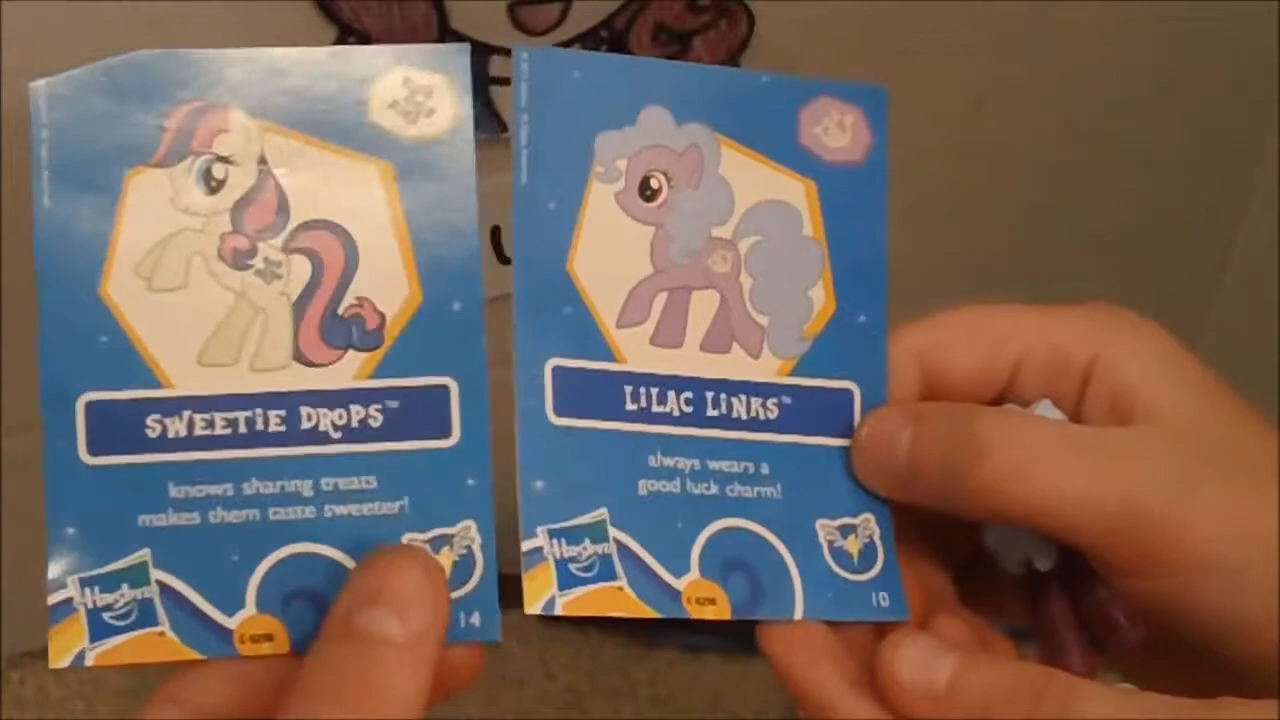 SWEETIE DROPS™
knows sharing treats
makes them taste sweeter!
Hasbro
14
LILAC LINKS™
always wears a
good luck charm!
Hasbro
10